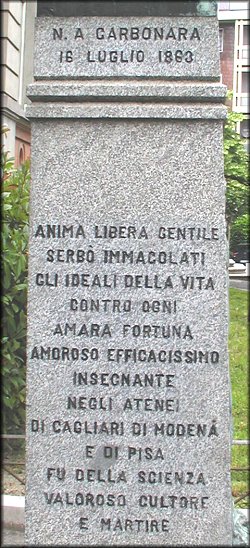 N. A CARBONARA
16 LUGLIO 1863
ANIMA LIBERA GENTILE
SERBÒ IMMACOLATI
GLI IDEALI DELLA VITA
CONTRO OGNI
AMARA FORTUNA
AMOROSO EFFICACISSIMO
INSEGNANTE
NEGLI ATENEI
DI CAGLIARI DI MODENA
E DI PISA
FU DELLA SCIENZA
VALOROSO CULTORE
E MARTIRE